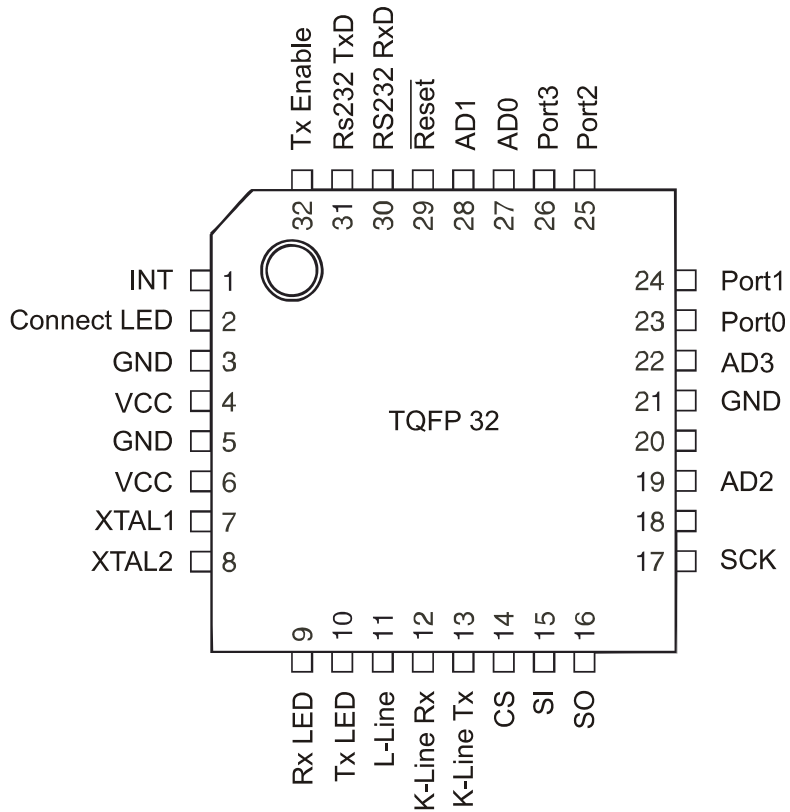 Tx Enable
Rs232 TxD
RS232 RxD
Reset
AD1
AD0
Port3
Port2
32
31
30
29
28
27
26
25
INT 1
Connect LED 2
GND 3
VCC 4
GND 5
VCC 6
XTAL1 7
XTAL2 8
TQFP 32
24 Port1
23 Port0
22 AD3
21 GND
20
19 AD2
18
17 SCK
9
10
11
12
13
14
15
16
Rx LED
Tx LED
L-Line
K-Line Rx
K-Line Tx
CS
SI
SO